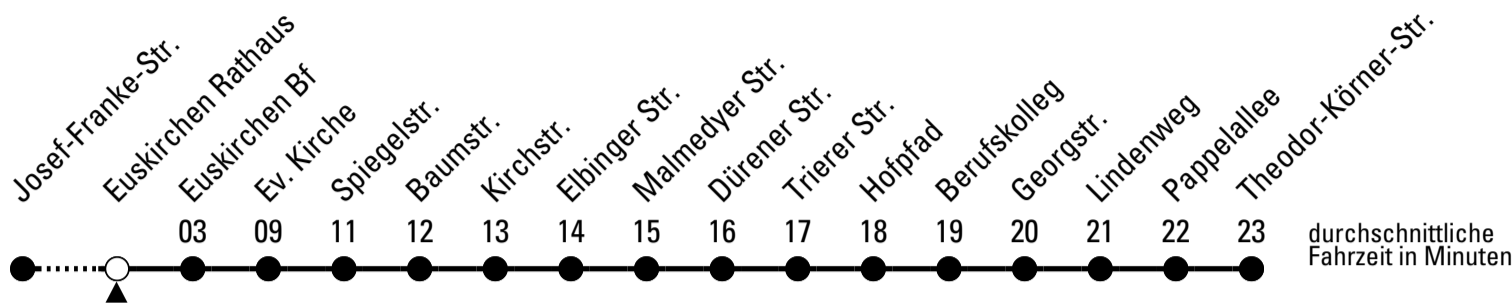 Josef-Franke-Str.
Euskirchen Rathaus
Euskirchen Bf
Ev. Kirche
Spiegelstr.
Baumstr.
Kirchstr.
Elbinger Str.
Malmedyer Str.
Dürener Str.
Trierer Str.
Hofpfad
Berufskolleg
Georgstr.
Lindenweg
Pappelallee
Theodor-Körner-Str.
03 09 11 12 13 14 15 16 17 18 19 20 21 22 23
durchschnittliche
Fahrzeit in Minuten